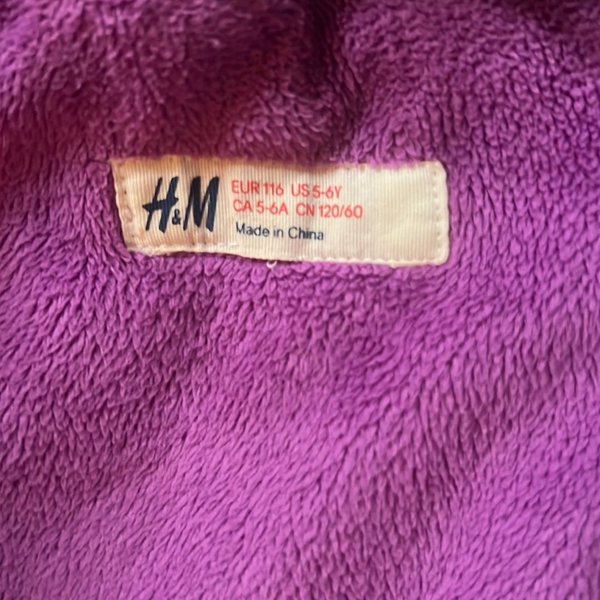 H&M
EUR 116 US 5-6Y
CA 5-6A CN 120/60
Made in China